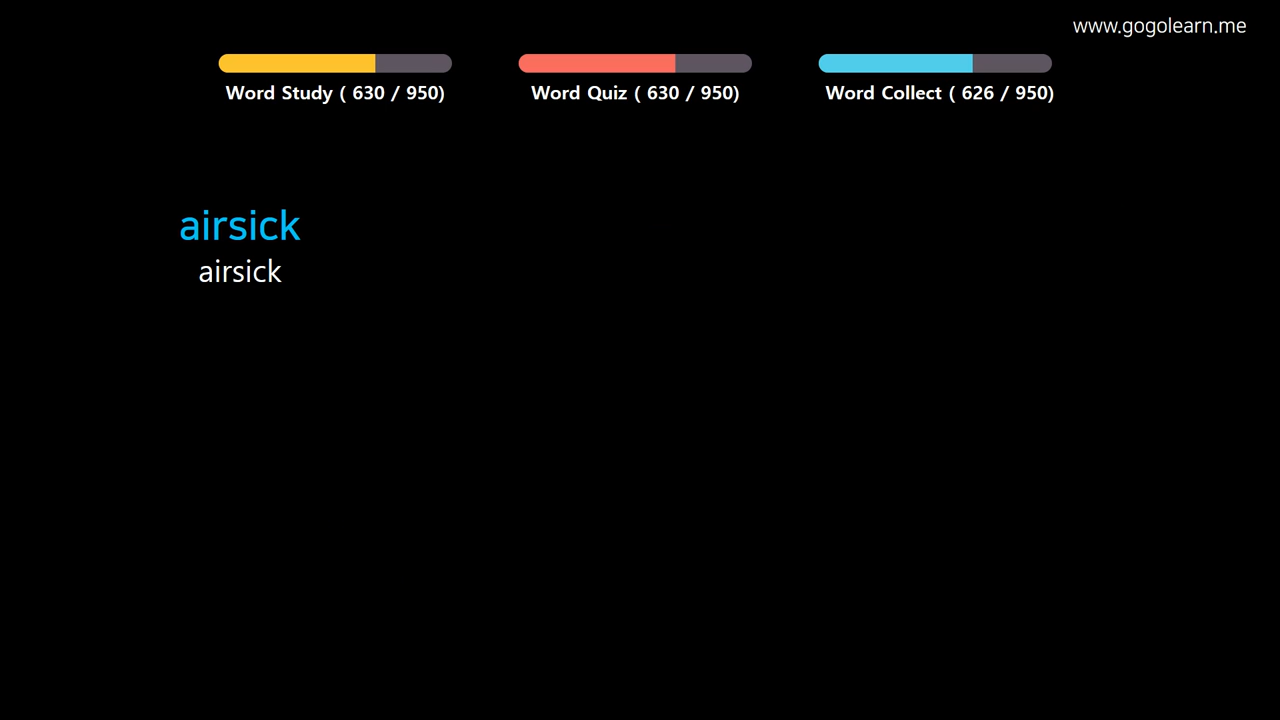 www.gogolearn.me
Word Study ( 630 / 950)
Word Quiz ( 630 / 950)
Word Collect ( 626 / 950)
airsick
airsick